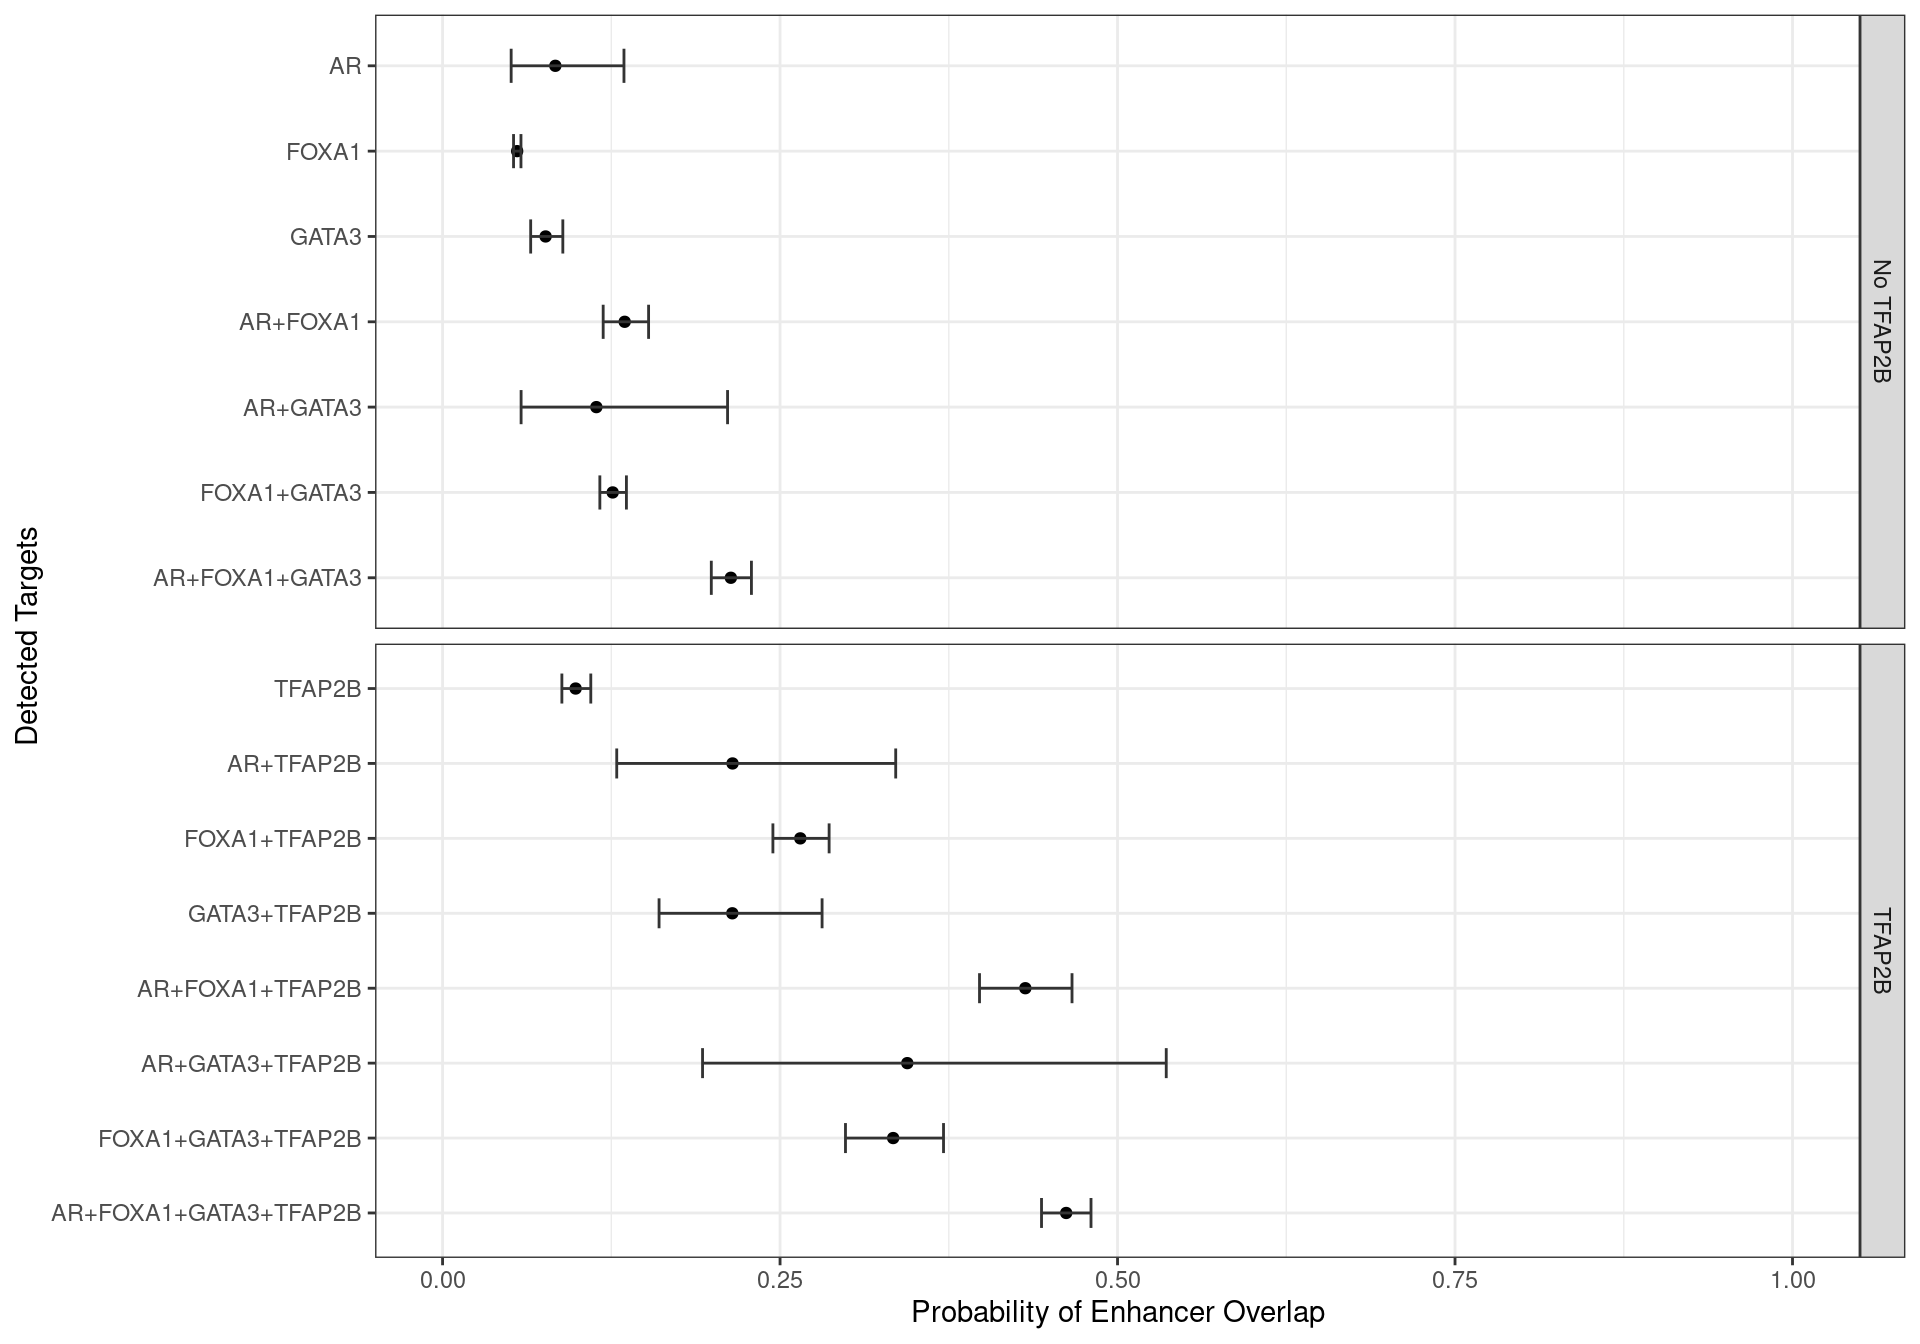 AR
FOXA1
GATA3
AR+FOXA1
AR+GATA3
FOXA1+GATA3
AR+FOXA1+GATA3
No TFAP2B
Detected Targets
TFAP2B
AR+TFAP2B
FOXA1+TFAP2B
GATA3+TFAP2B
AR+FOXA1+TFAP2B
AR+GATA3+TFAP2B
FOXA1+GATA3+TFAP2B
AR+FOXA1+GATA3+TFAP2B
TFAP2B
0.00 0.25 0.50 0.75 1.00
Probability of Enhancer Overlap